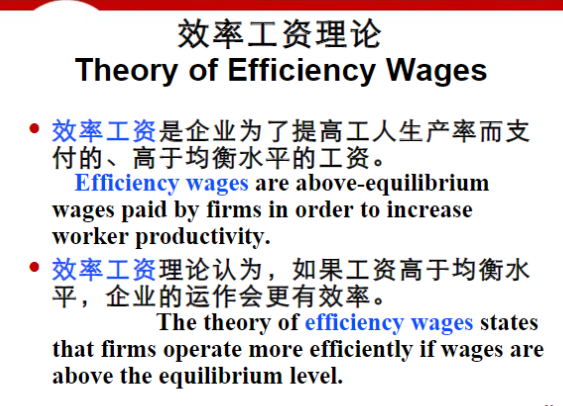 效率工资理论
Theory of Efficiency Wages
• 效率工资是企业为了提高工人生产率而支
付的、高于均衡水平的工资。
Efficiency wages are above-equilibrium
wages paid by firms in order to increase
worker productivity.
• 效率工资理论认为，如果工资高于均衡水
平，企业的运作会更有效率。
The theory of efficiency wages states
that firms operate more efficiently if wages are
above the equilibrium level.